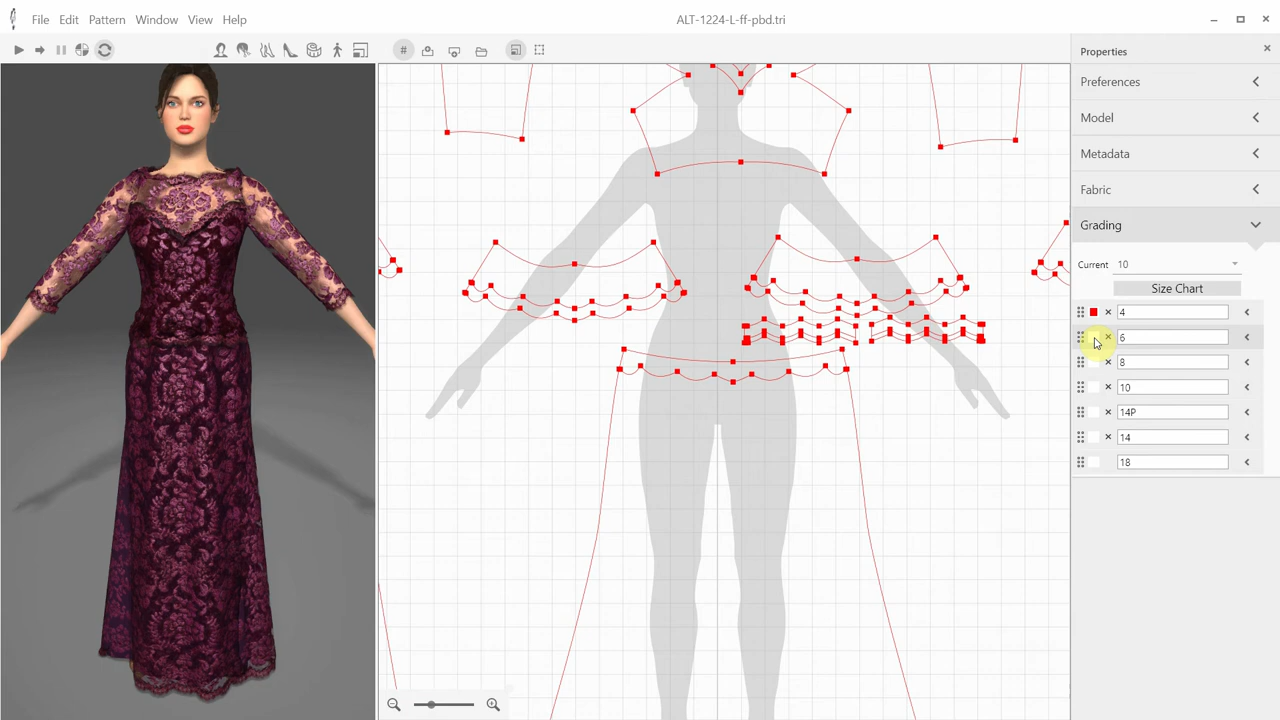 File Edit Pattern Window View Help
ALT-1224-L-ff-pbd.tri
Properties
Preferences
Model
Metadata
Fabric
Grading
Current 10
Size Chart
4
6
8
10
14P
14
18